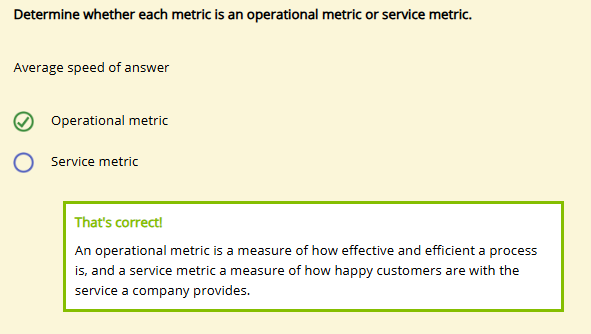 Determine whether each metric is an operational metric or service metric.
Average speed of answer
Operational metric
Service metric
That's correct!
An operational metric is a measure of how effective and efficient a process
is, and a service metric a measure of how happy customers are with the
service a company provides.